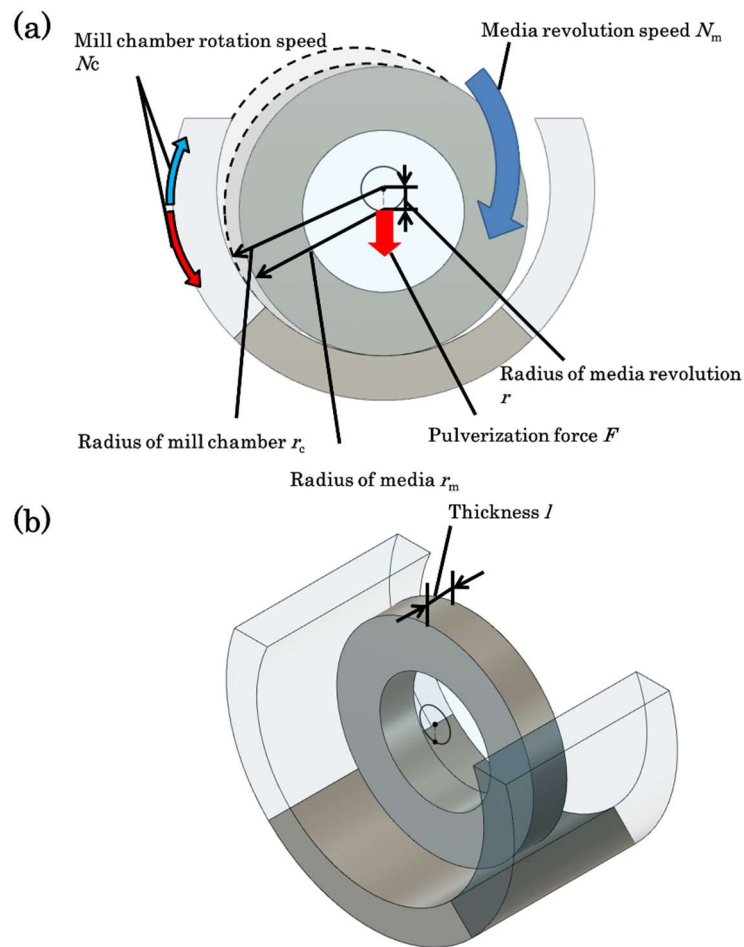 (a)
Mill chamber rotation speed
Nc
Media revolution speed Nm
Radius of media revolution
r
Radius of mill chamber rc
Pulverization force F
Radius of media rm
(b)
Thickness l